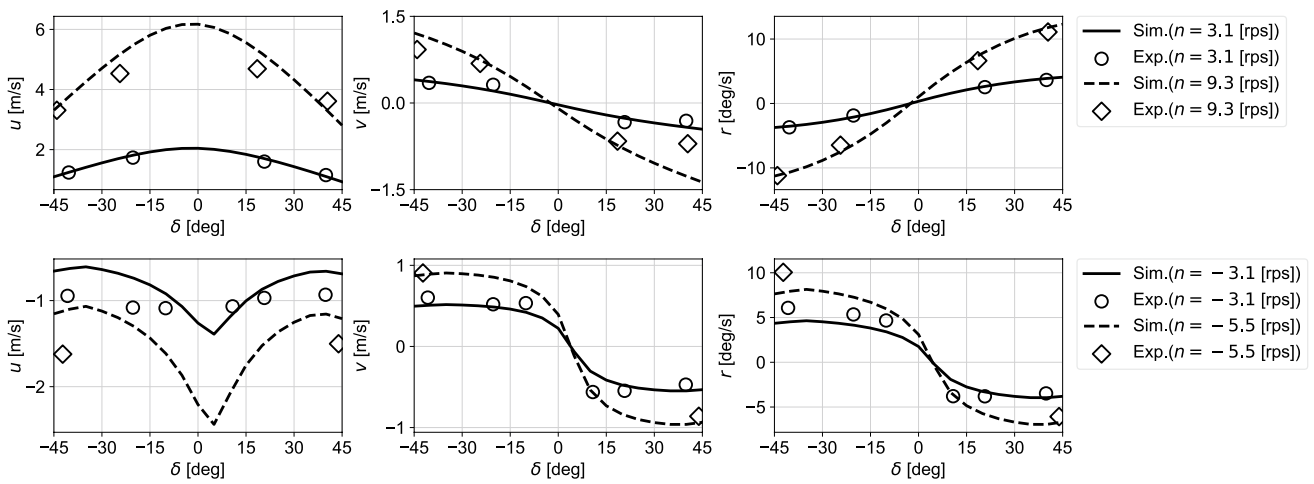 6
4
2
u [m/s]
−45 −30 −15 0 15 30 45
δ [deg]
1.5
0.0
−1.5
v [m/s]
−45 −30 −15 0 15 30 45
δ [deg]
10
0
−10
r [deg/s]
−45 −30 −15 0 15 30 45
δ [deg]
Sim.(n = 3.1 [rps])
Exp.(n = 3.1 [rps])
Sim.(n = 9.3 [rps])
Exp.(n = 9.3 [rps])
−1
−2
u [m/s]
−45 −30 −15 0 15 30 45
δ [deg]
1
0
−1
v [m/s]
−45 −30 −15 0 15 30 45
δ [deg]
10
5
0
−5
r [deg/s]
−45 −30 −15 0 15 30 45
δ [deg]
Sim.(n = − 3.1 [rps])
Exp.(n = − 3.1 [rps])
Sim.(n = − 5.5 [rps])
Exp.(n = − 5.5 [rps])